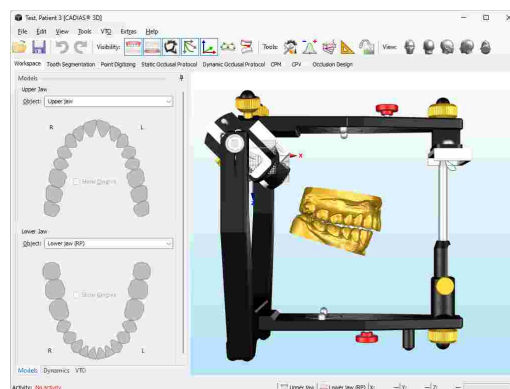 Test, Patient 3 [CADIAS® 3D]
File Edit View Tools VTO Extras Help
Visibility: Tools: View:
Workspace Tooth Segmentation Point Digitizing Static Occlusal Protocol Dynamic Occlusal Protocol CPM CPV Occlusion Design
Models
Upper Jaw
Object: Upper Jaw
R L
Show Diagnos
Lower Jaw
Object: Lower Jaw (RP)
Show
R L
Models Dynamics VTO
X
Activity: No Activity
Upper Jaw Lower Jaw (RP) X: -- Y: -- Z: --